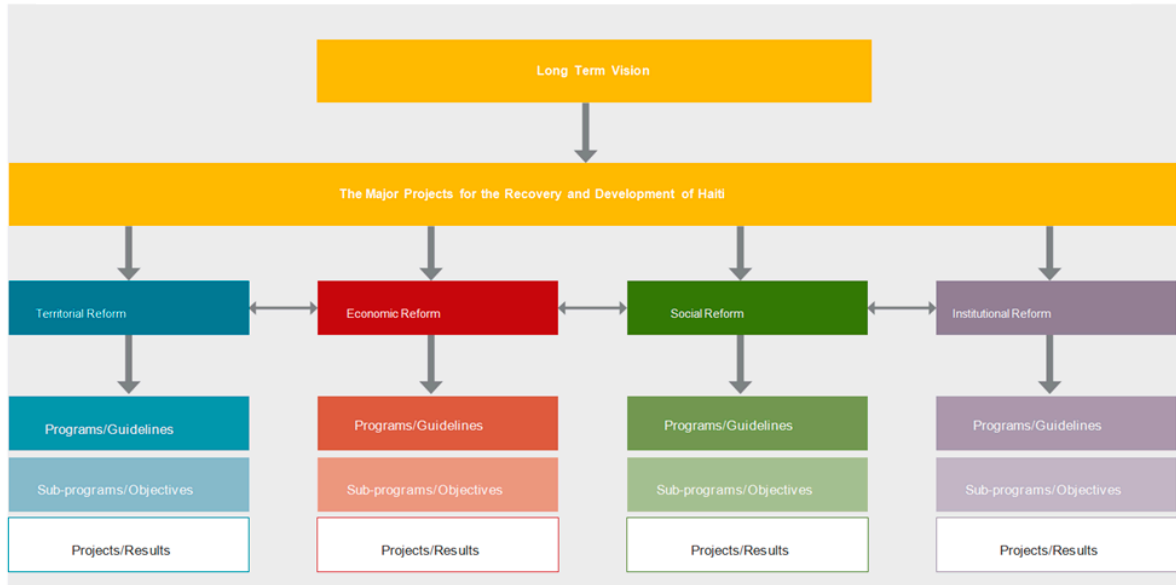 Long Term Vision
The Major Projects for the Recovery and Development of Haiti
Territorial Reform
Economic Reform
Social Reform
Institutional Reform
Programs/Guidelines
Programs/Guidelines
Programs/Guidelines
Programs/Guidelines
Sub-programs/Objectives
Sub-programs/Objectives
Sub-programs/Objectives
Sub-programs/Objectives
Projects/Results
Projects/Results
Projects/Results
Projects/Results